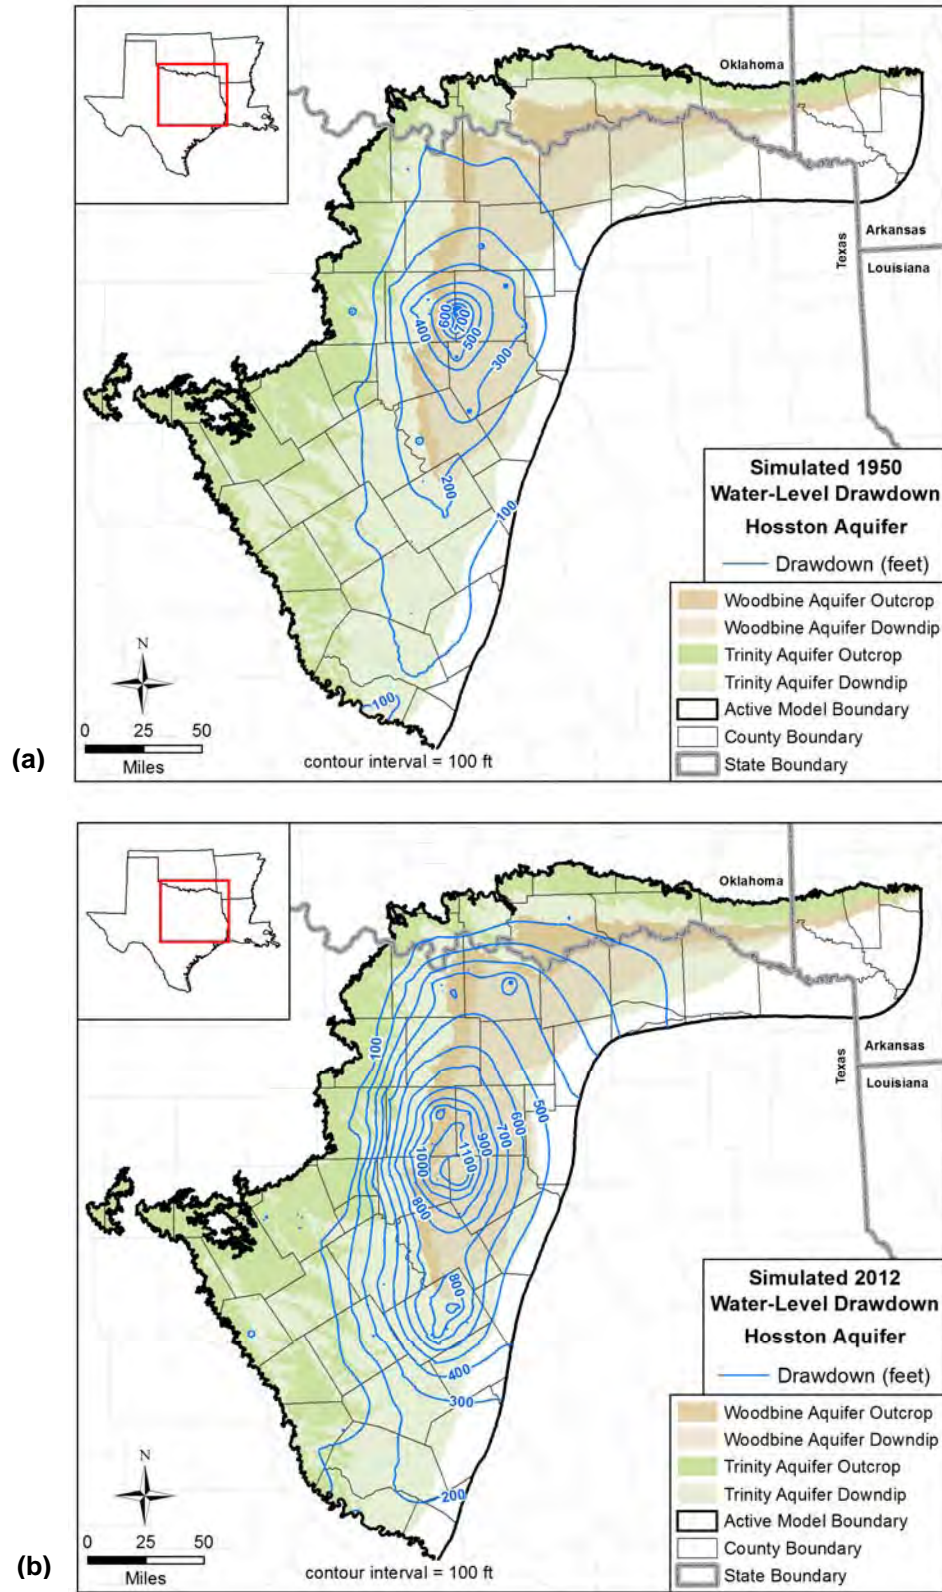 Oklahoma
Arkansas
Texas
Louisiana
400
600
700
500
300
200
100
100
Simulated 1950
Water-Level Drawdown
Hosston Aquifer
Drawdown (feet)
Woodbine Aquifer Outcrop
Woodbine Aquifer Downdip
Trinity Aquifer Outcrop
Trinity Aquifer Downdip
Active Model Boundary
County Boundary
State Boundary
N
0 25 50
Miles
contour interval = 100 ft
(a)
Oklahoma
Arkansas
Texas
Louisiana
100
500
600
700
900
1100
1000
800
800
400
300
200
Simulated 2012
Water-Level Drawdown
Hosston Aquifer
Drawdown (feet)
Woodbine Aquifer Outcrop
Woodbine Aquifer Downdip
Trinity Aquifer Outcrop
Trinity Aquifer Downdip
Active Model Boundary
County Boundary
State Boundary
N
0 25 50
Miles
contour interval = 100 ft
(b)